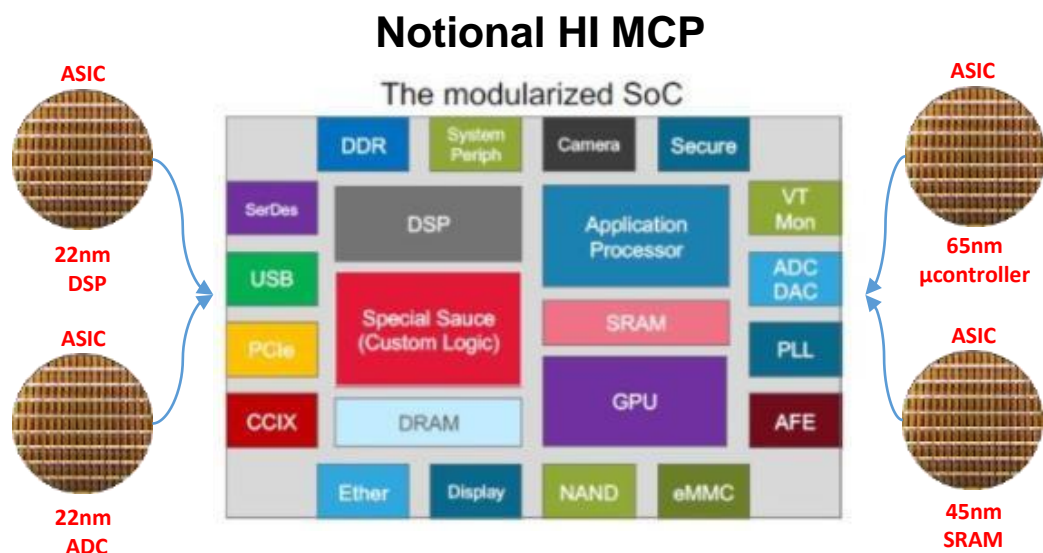 Notional HI MCP
The modularized SoC
ASIC
22nm
DSP
ASIC
22nm
ADC
DDR
System
Periph
Camera
Secure
SerDes
DSP
Application
Processor
VT
Mon
USB
ADC
DAC
Special Sauce
(Custom Logic)
SRAM
PCIe
PLL
GPU
CCIX
DRAM
AFE
Ether
Display
NAND
eMMC
ASIC
65nm
µcontroller
ASIC
45nm
SRAM